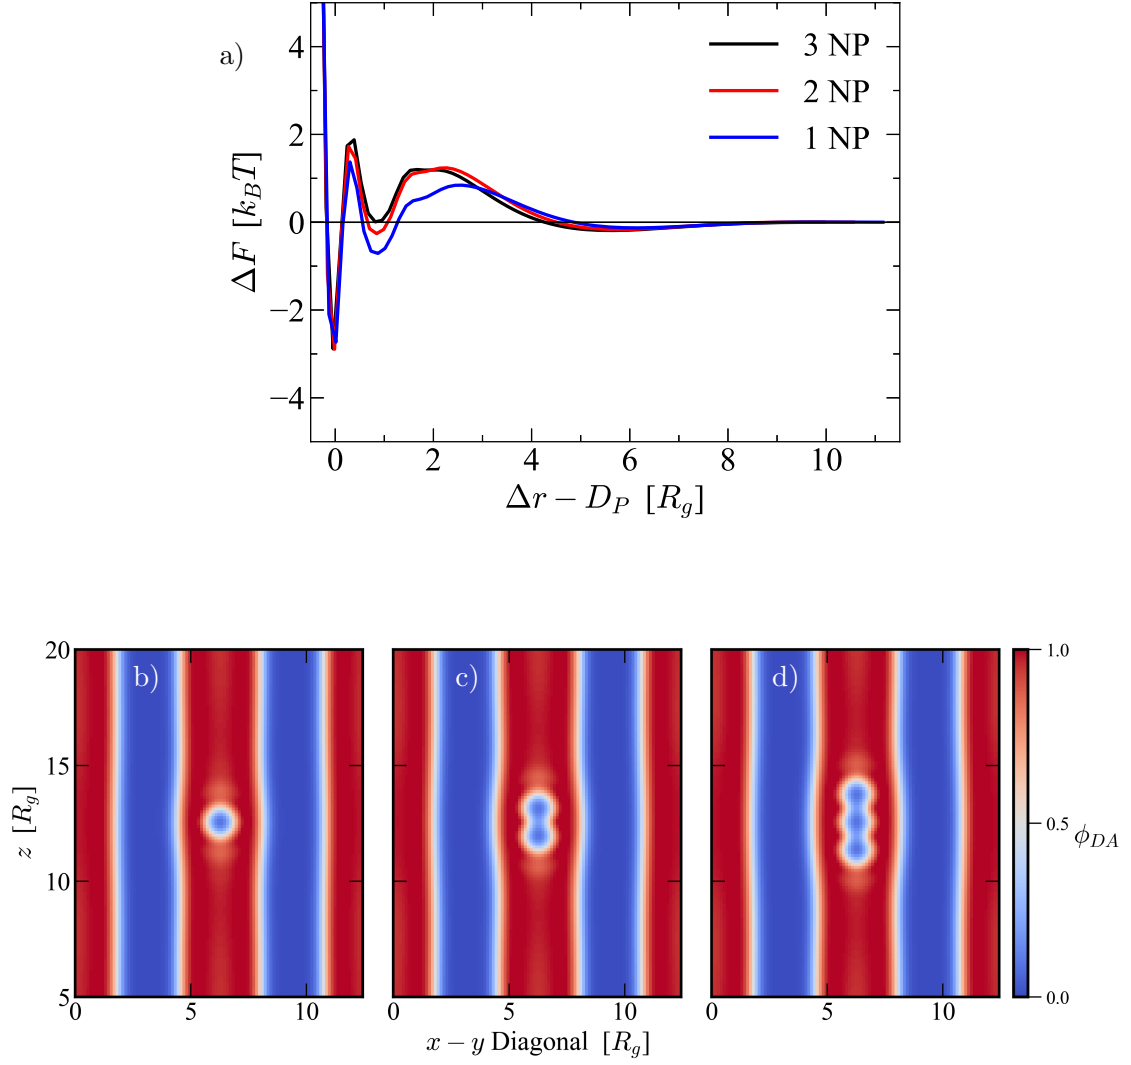 a)
3 NP
2 NP
1 NP
4
2
0
−2
−4
ΔF [k_BT]
0 2 4 6 8 10
Δr − D_P [R_g]
b) c) d)
20
15
10
5
z [R_g]
0 5 10
0 5 10
0 5 10
x − y Diagonal [R_g]
1.0
0.5
0.0
ϕ_DA